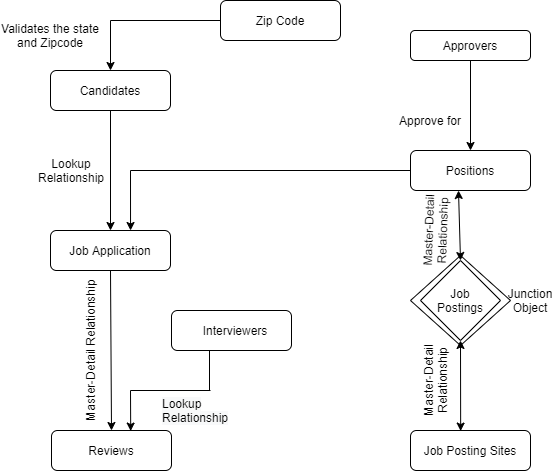 Zip Code
Validates the state
and Zipcode
Approvers
Candidates
Approve for
Lookup
Relationship
Positions
Master-Detail
Relationship
Job Application
Master-Detail Relationship
Job
Postings
Junction
Object
Interviewers
Master-Detail
Relationship
Lookup
Relationship
Reviews
Job Posting Sites